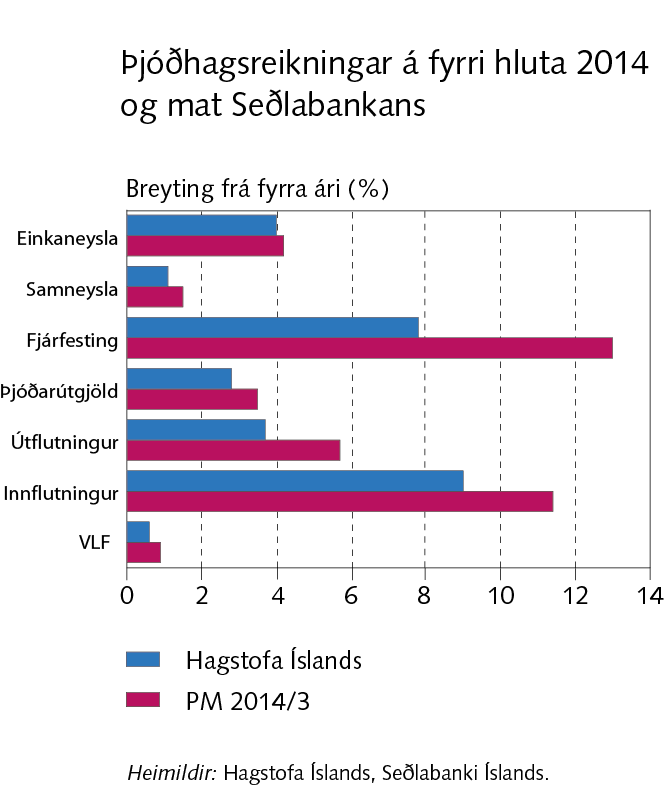 Þjóðhagsreikningar á fyrri hluta 2014
og mat Seðlabankans
Breyting frá fyrra ári (%)
Einkaneysla
Samneysla
Fjárfesting
Þjóðarútgjöld
Útflutningur
Innflutningur
VLF
0 2 4 6 8 10 12 14
Hagstofa Íslands
PM 2014/3
Heimildir: Hagstofa Íslands, Seðlabanki Íslands.